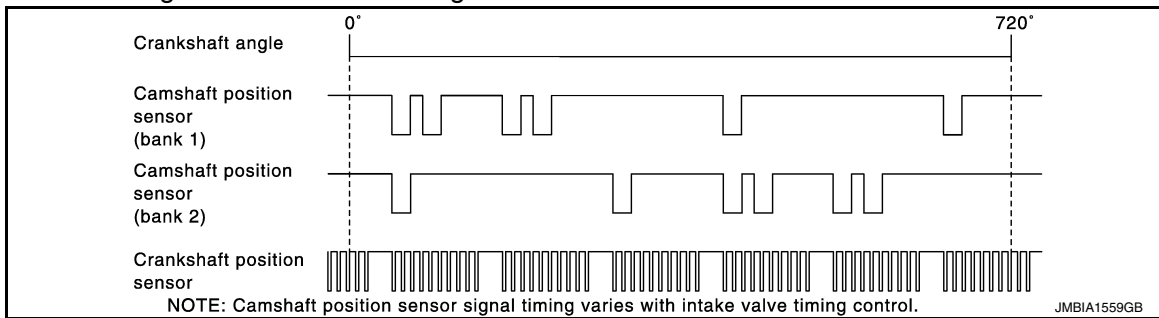 0˚ 720˚
Crankshaft angle
Camshaft position
sensor
(bank 1)
Camshaft position
sensor
(bank 2)
Crankshaft position
sensor
NOTE: Camshaft position sensor signal timing varies with intake valve timing control.
JMBIA1559GB